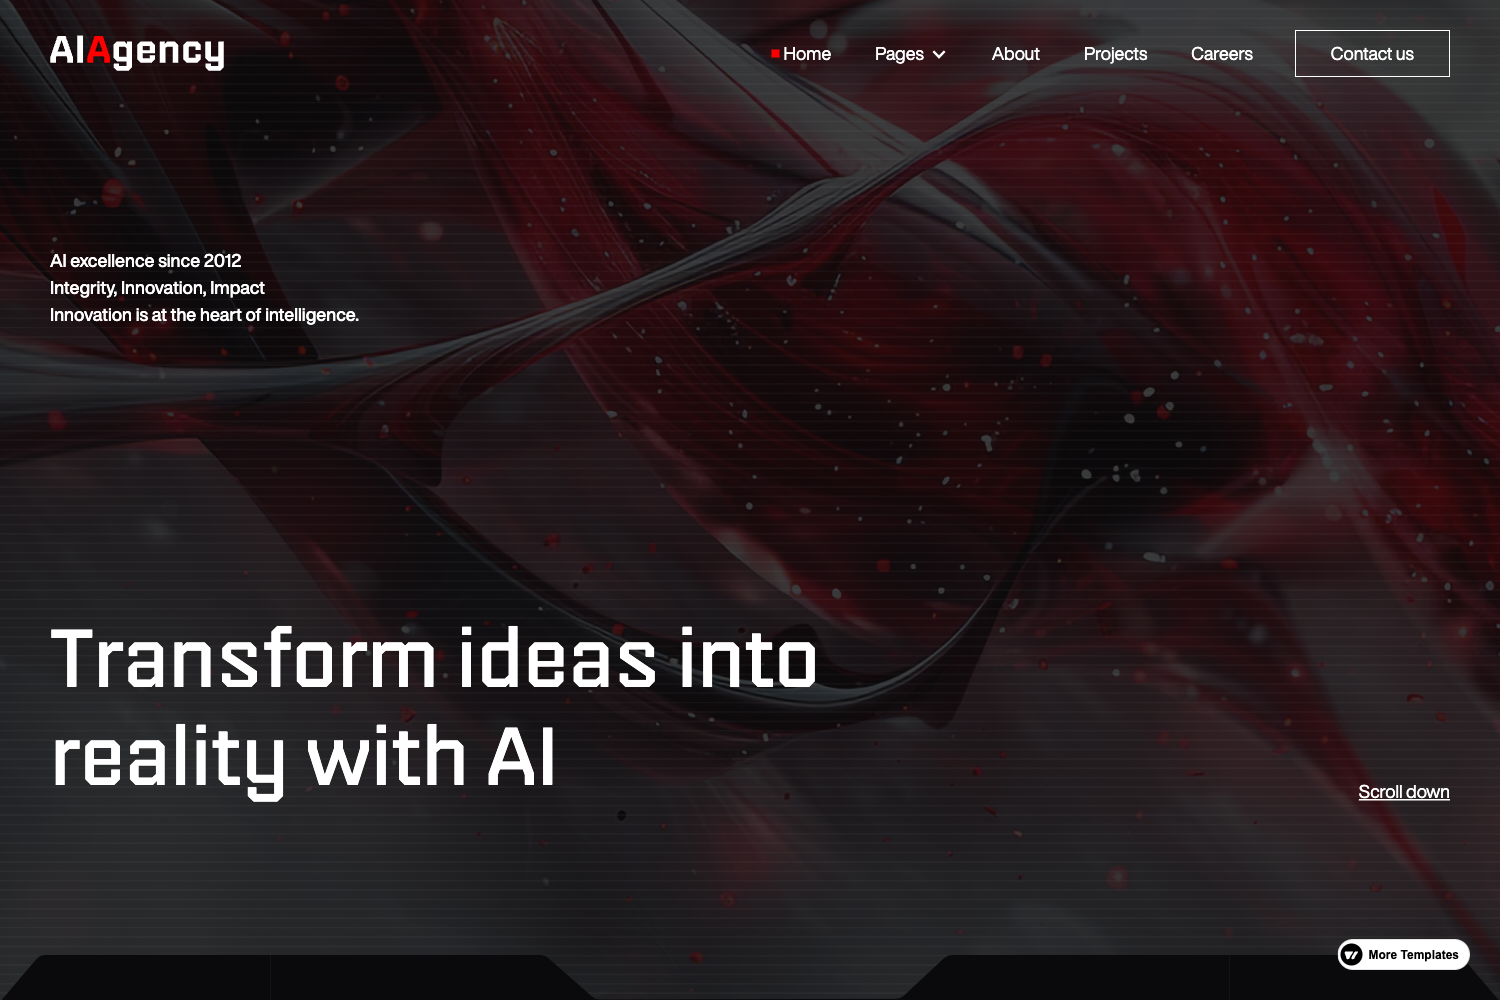 AIAgency
Home
Pages
About
Projects
Careers
Contact us
AI excellence since 2012
Integrity, Innovation, Impact
Innovation is at the heart of intelligence.
Transform ideas into
reality with AI
Scroll down
More Templates